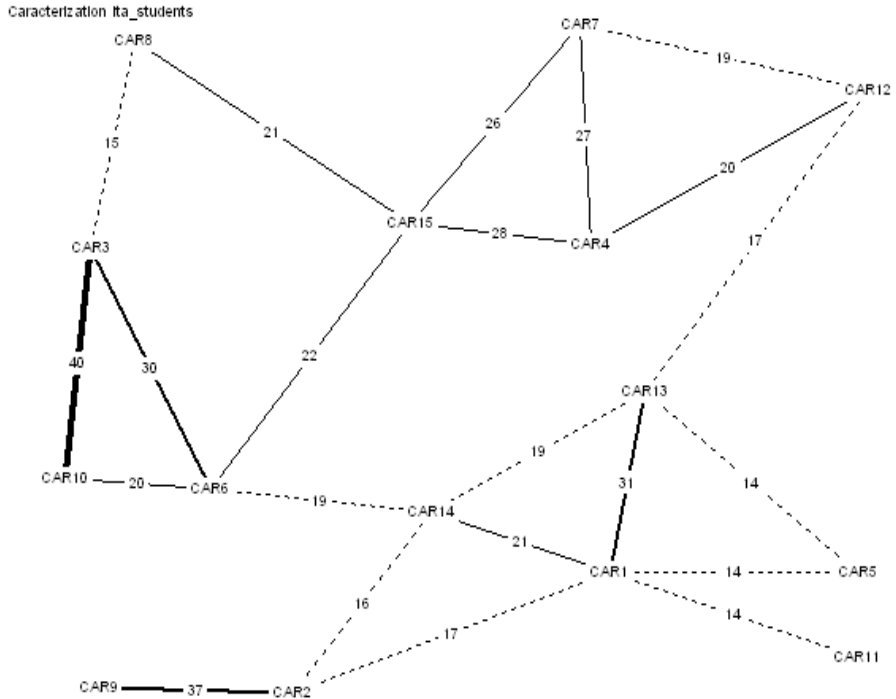 Caracterization Ita_students
CAR8
CAR7
19
CAR12
26
21
27
15
20
CAR15
28
CAR4
CAR3
17
22
40
30
CAR13
19
CAR10
20
CAR6
31
14
19
CAR14
21
CAR1
14
CAR5
16
14
17
CAR11
CAR9
37
CAR2